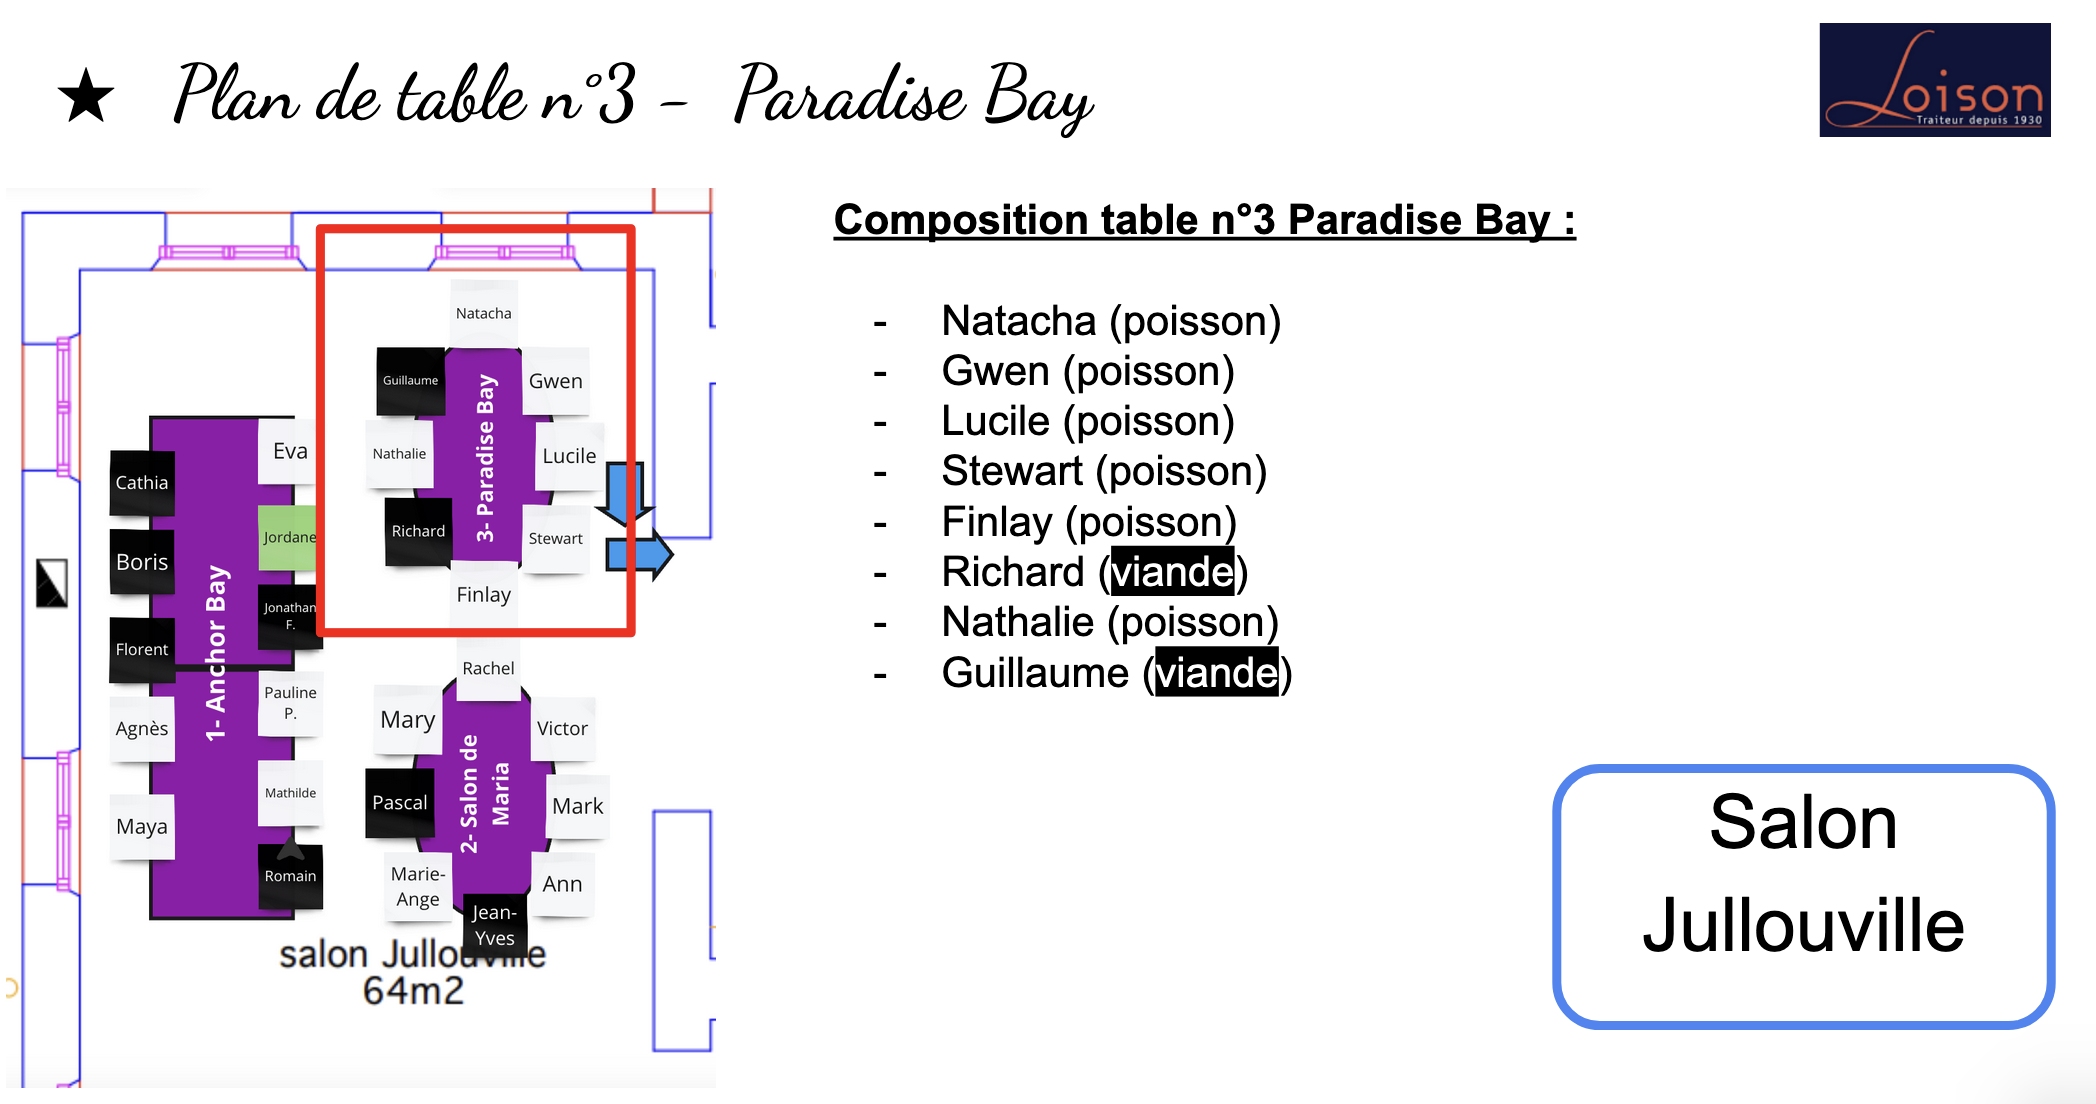 ★ Plan de table n°3 - Paradise Bay
Loison
Traiteur depuis 1930
Composition table n°3 Paradise Bay :
- Natacha (poisson)
- Gwen (poisson)
- Lucile (poisson)
- Stewart (poisson)
- Finlay (poisson)
- Richard (viande)
- Nathalie (poisson)
- Guillaume (viande)
Natacha
Guillaume
Gwen
Nathalie
Lucile
Richard
Stewart
Finlay
3- Paradise Bay
Eva
Cathia
Jordane
Boris
Jonathan
F.
Florent
Pauline
P.
Agnès
Mathilde
Maya
Romain
1- Anchor Bay
Rachel
Mary
Victor
Pascal
Mark
Marie-
Ange
Ann
Jean-
Yves
2- Salon de
Maria
salon Jullouville
64m2
Salon
Jullouville